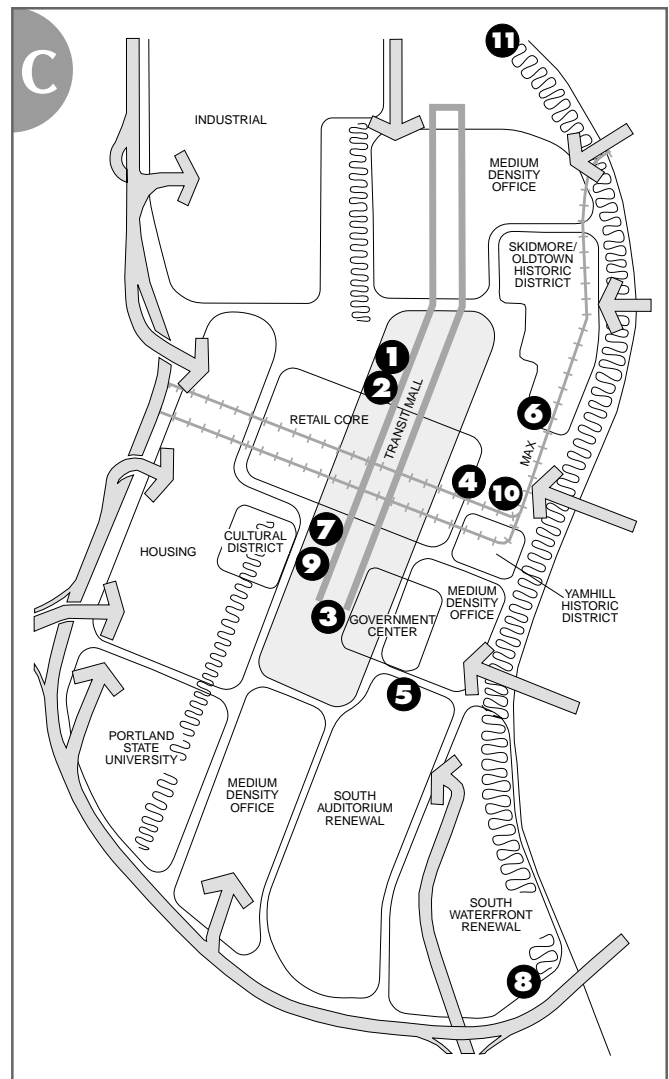 C
11
INDUSTRIAL
MEDIUM
DENSITY
OFFICE
SKIDMORE/
OLDTOWN
HISTORIC
DISTRICT
1
2
TRANSIT MALL
RETAIL CORE
6
MAX
4
10
7
CULTURAL
DISTRICT
HOUSING
9
3
GOVERNMENT
CENTER
MEDIUM
DENSITY
OFFICE
YAMHILL
HISTORIC
DISTRICT
5
PORTLAND
STATE
UNIVERSITY
MEDIUM
DENSITY
OFFICE
SOUTH
AUDITORIUM
RENEWAL
SOUTH
WATERFRONT
RENEWAL
8